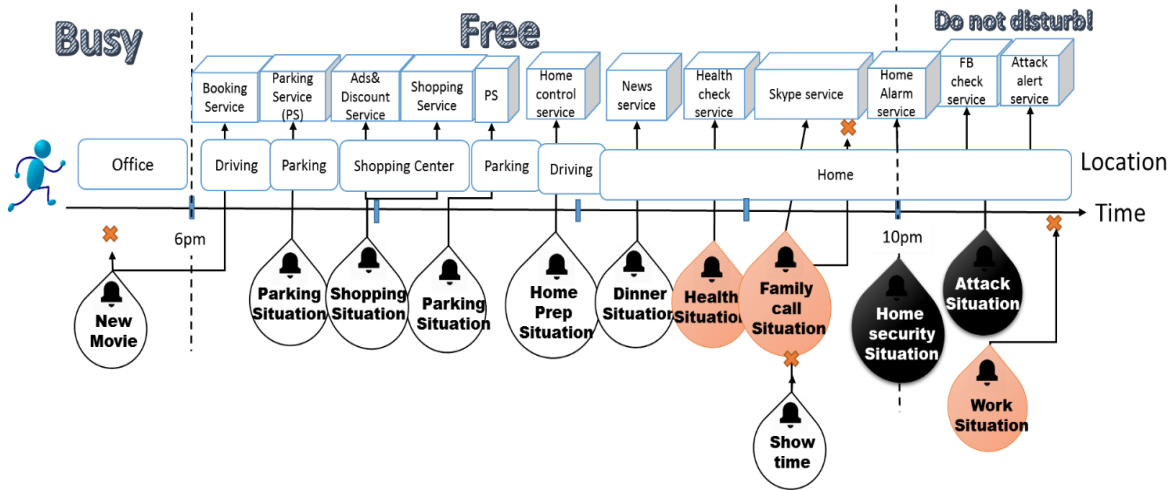 Busy
Free
Do not disturb!
Booking
Service
Parking
Service
(PS)
Ads&
Discount
Service
Shopping
Service
PS
Home
control
service
News
service
Health
check
service
Skype service
Home
Alarm
service
FB
check
service
Attack
alert
service
Office
Driving
Parking
Shopping Center
Parking
Driving
Home
Location
Time
6pm
10pm
New
Movie
Parking
Situation
Shopping
Situation
Parking
Situation
Home
Prep
Situation
Dinner
Situation
Health
Situation
Family
call
Situation
Home
security
Situation
Attack
Situation
Work
Situation
Show
time